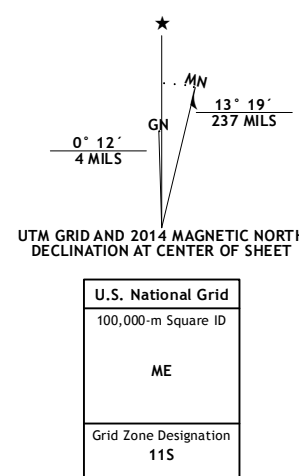 ★
MN
GN
13° 19´
237 MILS
0° 12´
4 MILS
UTM GRID AND 2014 MAGNETIC NORTH
DECLINATION AT CENTER OF SHEET
U.S. National Grid
100,000-m Square ID
ME
Grid Zone Designation
11S